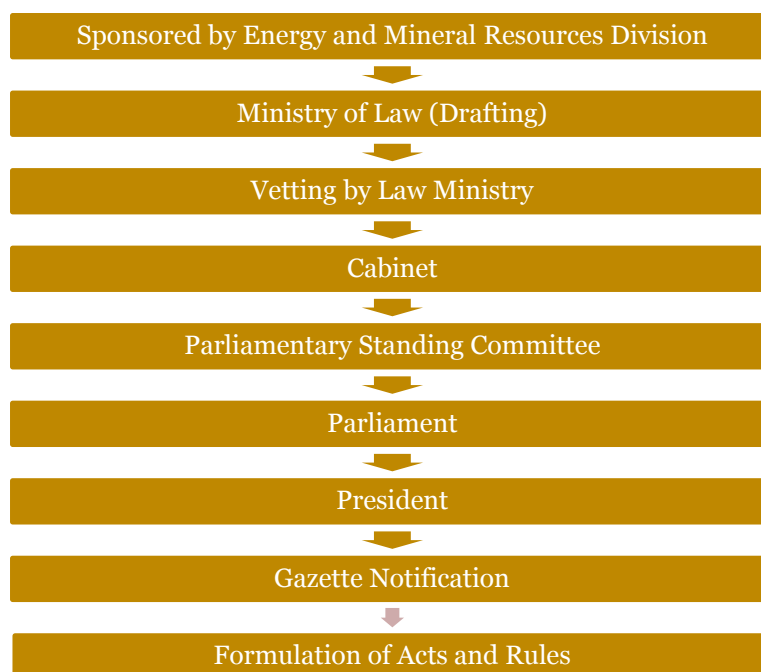 Sponsored by Energy and Mineral Resources Division
Ministry of Law (Drafting)
Vetting by Law Ministry
Cabinet
Parliamentary Standing Committee
Parliament
President
Gazette Notification
Formulation of Acts and Rules